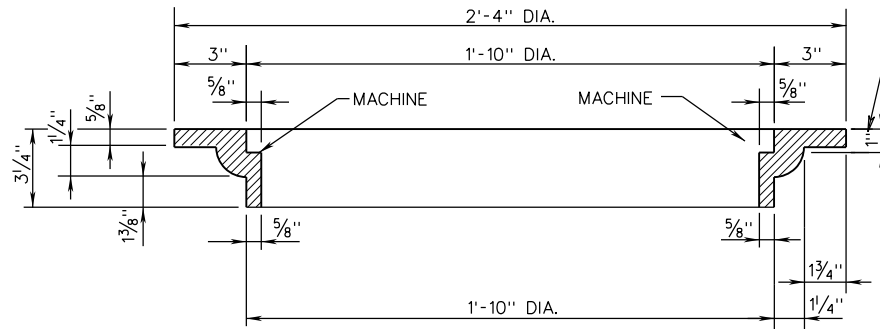 2'-4" DIA.
3" 1'-10" DIA. 3"
5/8" 5/8"
MACHINE MACHINE
5/8"
1 1/4"
3 1/4"
1"
1 3/8"
5/8" 5/8"
1 3/4"
1'-10" DIA. 1 1/4"